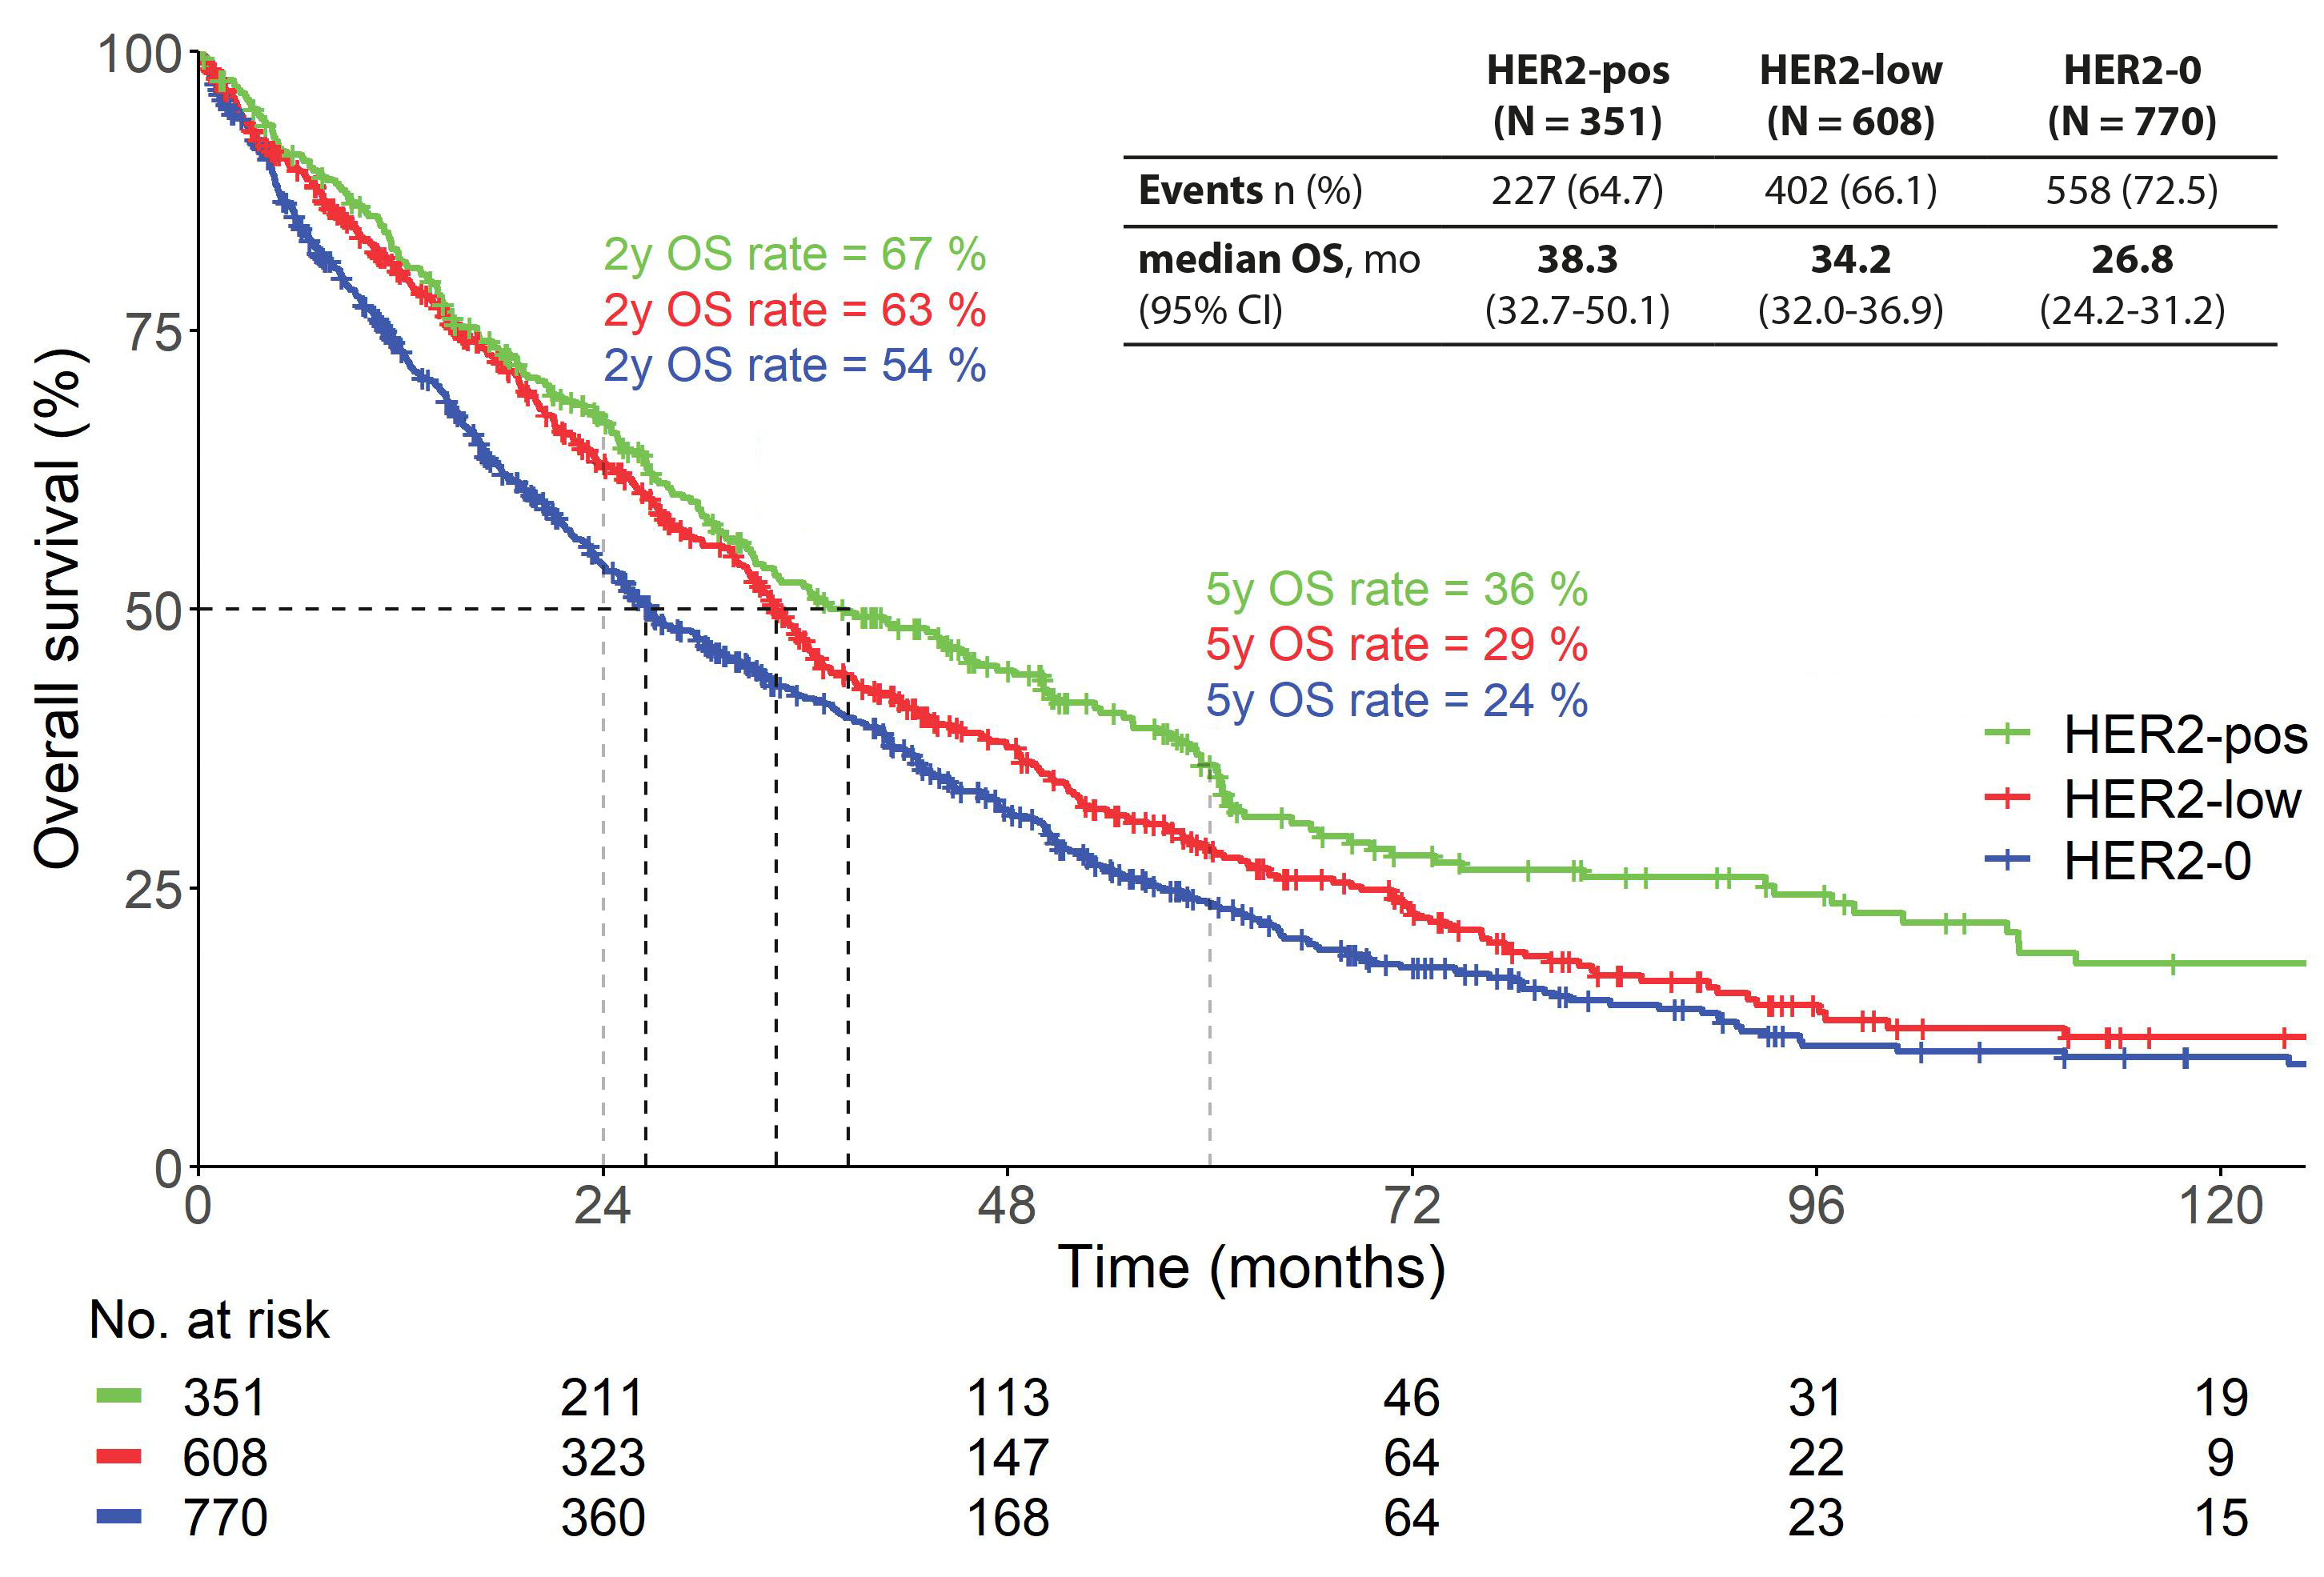 100
75
50
25
0
Overall survival (%)
HER2-pos HER2-low HER2-0
(N = 351) (N = 608) (N = 770)
Events n (%) 227 (64.7) 402 (66.1) 558 (72.5)
median OS, mo 38.3 34.2 26.8
(95% CI) (32.7-50.1) (32.0-36.9) (24.2-31.2)
2y OS rate = 67 %
2y OS rate = 63 %
2y OS rate = 54 %
5y OS rate = 36 %
5y OS rate = 29 %
5y OS rate = 24 %
HER2-pos
HER2-low
HER2-0
0 24 48 72 96 120
Time (months)
No. at risk
351 211 113 46 31 19
608 323 147 64 22 9
770 360 168 64 23 15